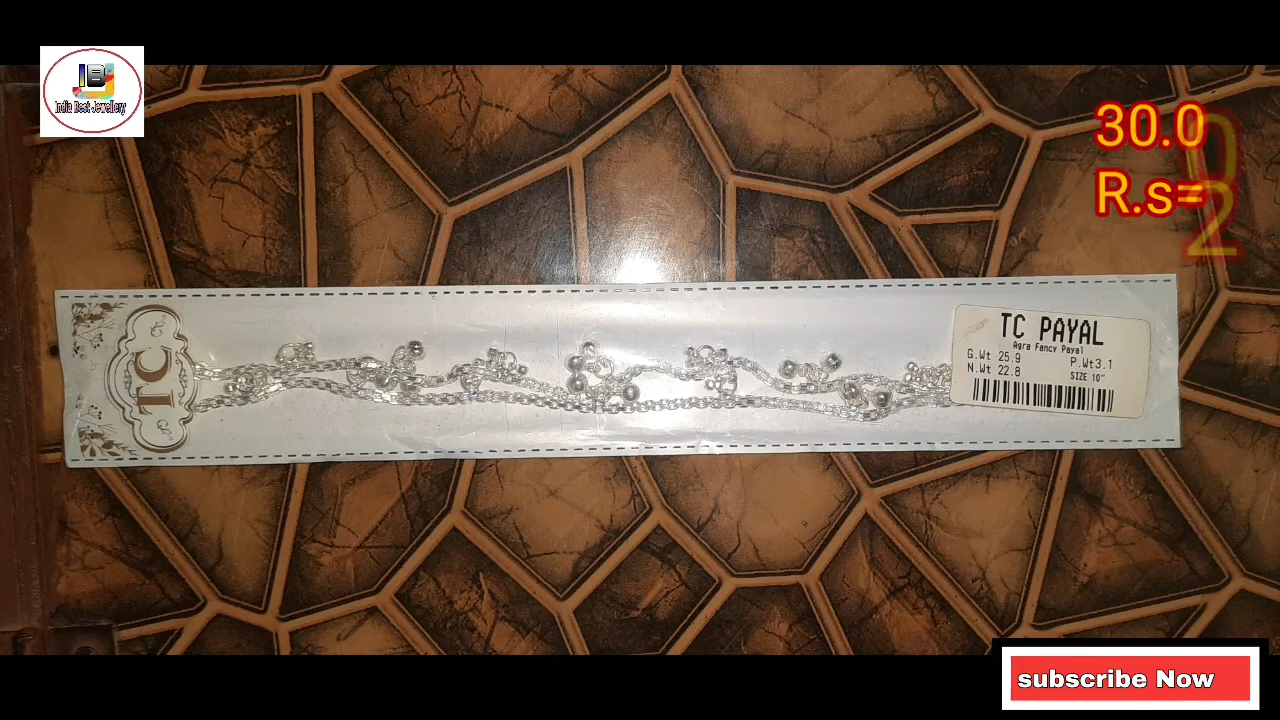 IB
India Best Jewellery
30.0
R.s=
TC
TC PAYAL
Agra Fancy Payal
G.Wt 25.9 P.Wt3.1
N.Wt 22.8 SIZE 10"
subscribe Now